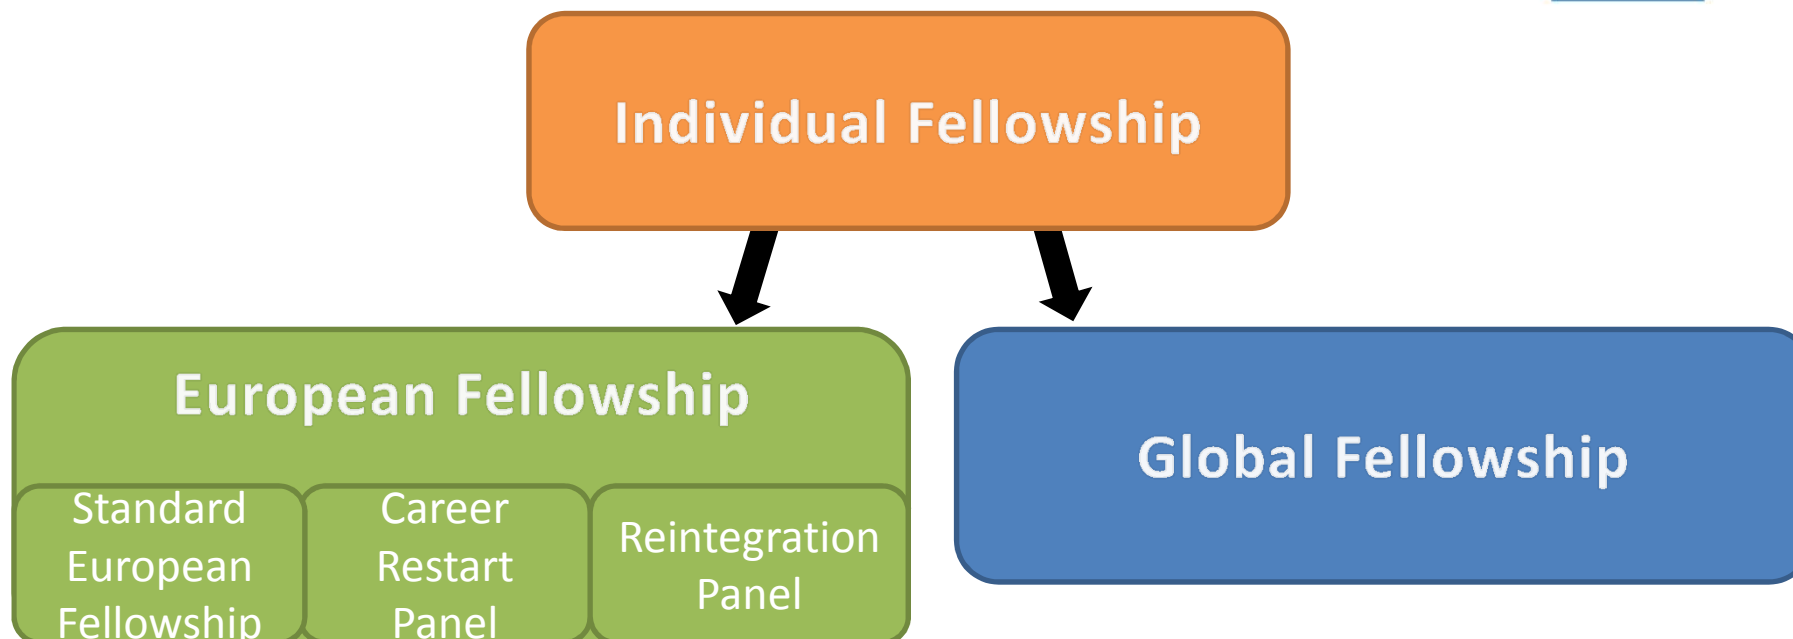 Individual Fellowship
European Fellowship
Global Fellowship
Standard
European
Fellowship
Career
Restart
Panel
Reintegration
Panel